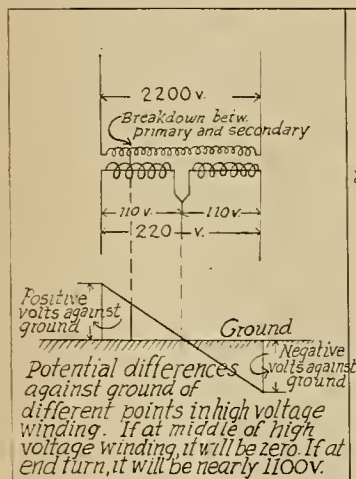 2200 v.
Breakdown betw.
primary and secondary
110 v. 110 v.
220 v.
Positive
volts against
ground
Ground
Negative
volts against
ground
Potential differences
against ground of
different points in high voltage
winding. If at middle of high
voltage winding, it will be zero. If at
end turn, it will be nearly 1100v.